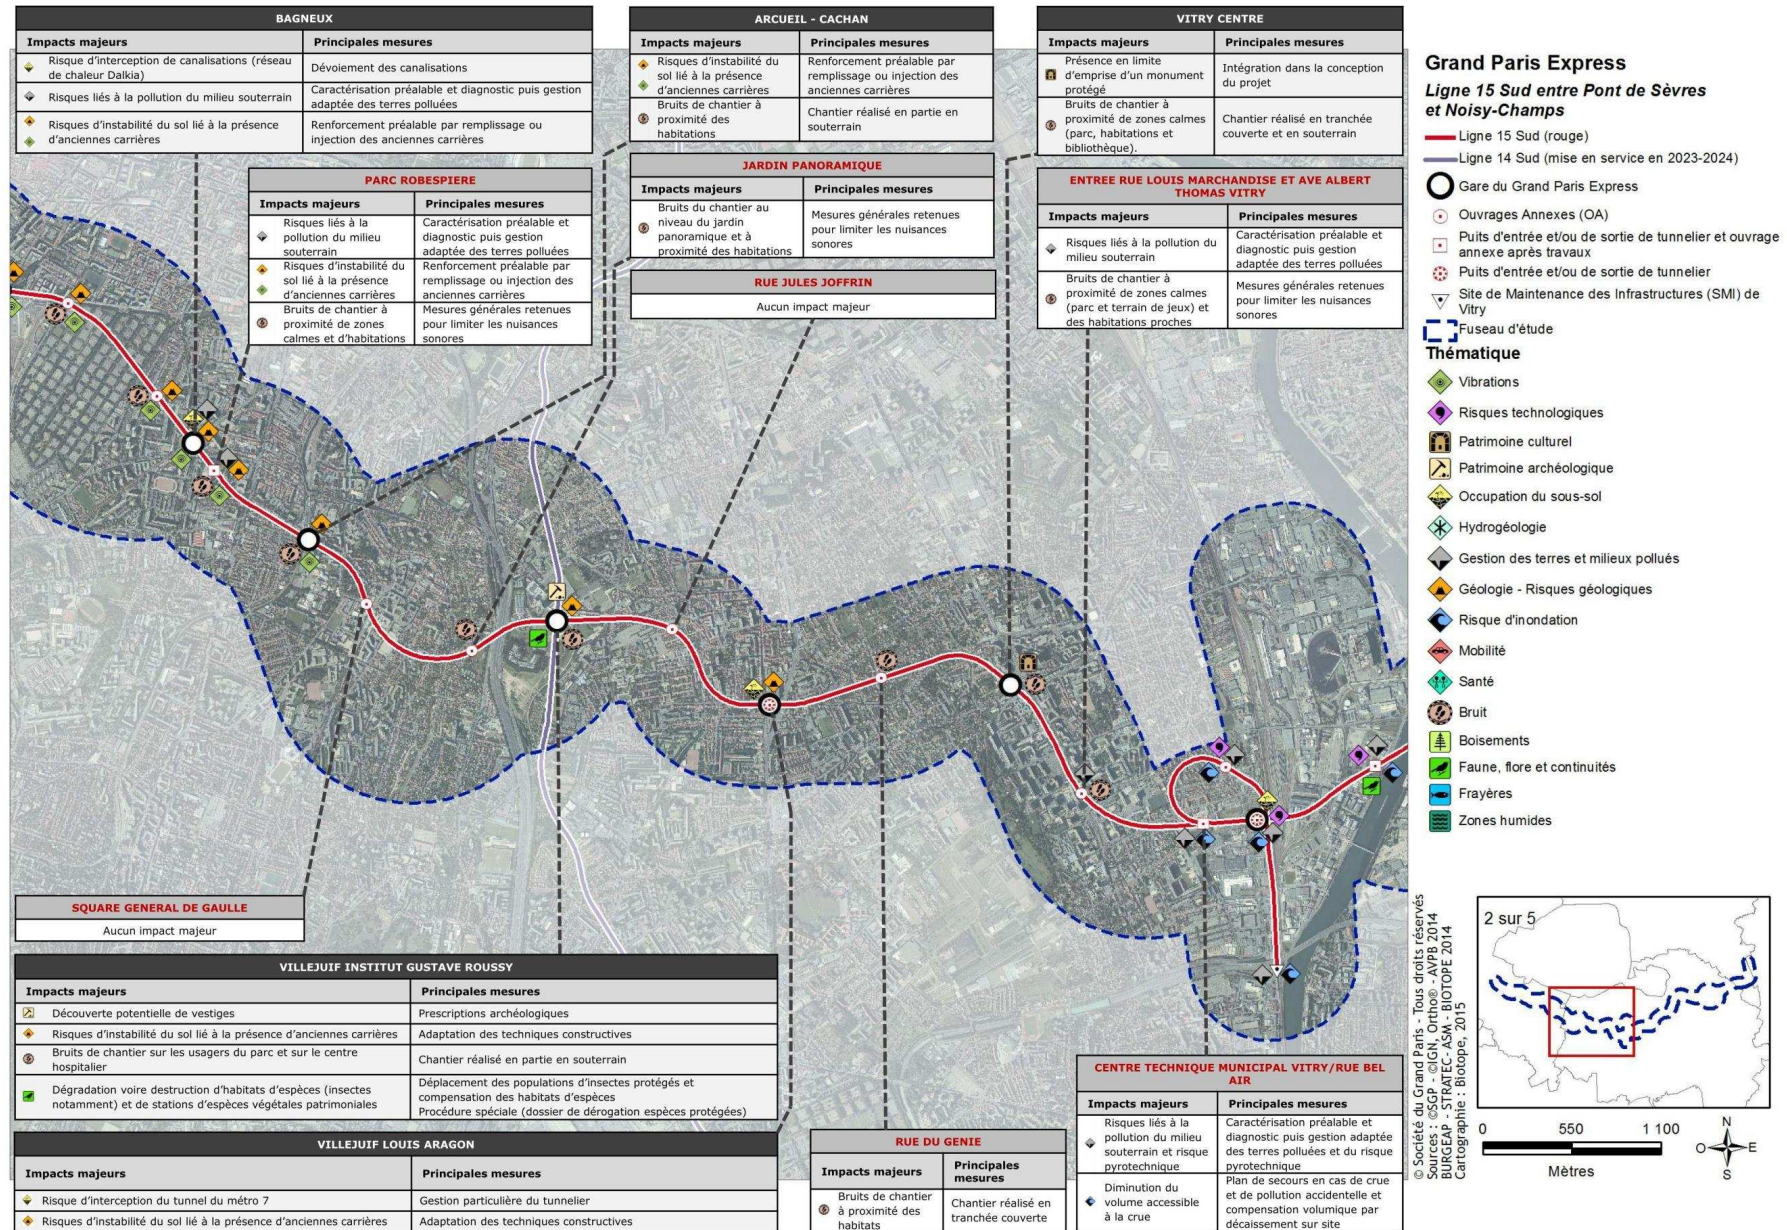 BAGNEUX
Impacts majeurs
Principales mesures
Risque d'interception de canalisations (réseau
de chaleur Dalkia)
Dévoiement des canalisations
Risques liés à la pollution du milieu souterrain
Caractérisation préalable et diagnostic puis gestion
adaptée des terres polluées
Risques d'instabilité du sol lié à la présence
d'anciennes carrières
Renforcement préalable par remplissage ou
injection des anciennes carrières
PARC ROBESPIERE
Impacts majeurs
Principales mesures
Risques liés à la
pollution du milieu
souterrain
Caractérisation préalable et
diagnostic puis gestion
adaptée des terres polluées
Risques d'instabilité du
sol lié à la présence
d'anciennes carrières
Renforcement préalable par
remplissage ou injection des
anciennes carrières
Bruits de chantier à
proximité de zones
calmes et d'habitations
Mesures générales retenues
pour limiter les nuisances
sonores
ARCUEIL - CACHAN
Impacts majeurs
Principales mesures
Risques d'instabilité du
sol lié à la présence
d'anciennes carrières
Renforcement préalable par
remplissage ou injection des
anciennes carrières
Bruits de chantier à
proximité des
habitations
Chantier réalisé en partie en
souterrain
JARDIN PANORAMIQUE
Impacts majeurs
Principales mesures
Bruits du chantier au
niveau du jardin
panoramique et à
proximité des habitations
Mesures générales retenues
pour limiter les nuisances
sonores
RUE JULES JOFFRIN
Aucun impact majeur
VITRY CENTRE
Impacts majeurs
Principales mesures
Présence en limite
d'emprise d'un monument
protégé
Intégration dans la conception
du projet
Bruits de chantier à
proximité de zones calmes
(parc, habitations et
bibliothèque).
Chantier réalisé en tranchée
couverte et en souterrain
ENTREE RUE LOUIS MARCHANDISE ET AVE ALBERT
THOMAS VITRY
Impacts majeurs
Principales mesures
Risques liés à la pollution du
milieu souterrain
Caractérisation préalable et
diagnostic puis gestion
adaptée des terres polluées
Bruits de chantier à
proximité de zones calmes
(parc et terrain de jeux) et
des habitations proches
Mesures générales retenues
pour limiter les nuisances
sonores
SQUARE GENERAL DE GAULLE
Aucun impact majeur
VILLEJUIF INSTITUT GUSTAVE ROUSSY
Impacts majeurs
Principales mesures
Découverte potentielle de vestiges
Prescriptions archéologiques
Risques d'instabilité du sol lié à la présence d'anciennes carrières
Adaptation des techniques constructives
Bruits de chantier sur les usagers du parc et sur le centre
hospitalier
Chantier réalisé en partie en souterrain
Dégradation voire destruction d'habitats d'espèces (insectes
notamment) et de stations d'espèces végétales patrimoniales
Déplacement des populations d'insectes protégés et
compensation des habitats d'espèces
Procédure spéciale (dossier de dérogation espèces protégées)
VILLEJUIF LOUIS ARAGON
Impacts majeurs
Principales mesures
Risque d'interception du tunnel du métro 7
Gestion particulière du tunnelier
Risques d'instabilité du sol lié à la présence d'anciennes carrières
Adaptation des techniques constructives
RUE DU GENIE
Impacts majeurs
Principales
mesures
Bruits de chantier
à proximité des
habitats
Chantier réalisé en
tranchée couverte
CENTRE TECHNIQUE MUNICIPAL VITRY/RUE BEL
AIR
Impacts majeurs
Principales mesures
Risques liés à la
pollution du milieu
souterrain et risque
pyrotechnique
Caractérisation préalable et
diagnostic puis gestion adaptée
des terres polluées et du risque
pyrotechnique
Diminution du
volume accessible
à la crue
Plan de secours en cas de crue
et de pollution accidentelle et
compensation volumique par
décaissement sur site
Grand Paris Express
Ligne 15 Sud entre Pont de Sèvres
et Noisy-Champs
Ligne 15 Sud (rouge)
Ligne 14 Sud (mise en service en 2023-2024)
Gare du Grand Paris Express
Ouvrages Annexes (OA)
Puits d'entrée et/ou de sortie de tunnelier et ouvrage
annexe après travaux
Puits d'entrée et/ou de sortie de tunnelier
Site de Maintenance des Infrastructures (SMI) de
Vitry
Fuseau d'étude
Thématique
Vibrations
Risques technologiques
Patrimoine culturel
Patrimoine archéologique
Occupation du sous-sol
Hydrogéologie
Gestion des terres et milieux pollués
Géologie - Risques géologiques
Risque d'inondation
Mobilité
Santé
Bruit
Boisements
Faune, flore et continuités
Frayères
Zones humides
© Société du Grand Paris - Tous droits réservés
Sources : ©SGP - ©IGN, Ortho® - AVPB 2014
BURGEAP - STRATEC- ASM - BIOTOPE 2014
Cartographie : Biotope, 2015
2 sur 5
0 550 1 100
Mètres
N
O E
S